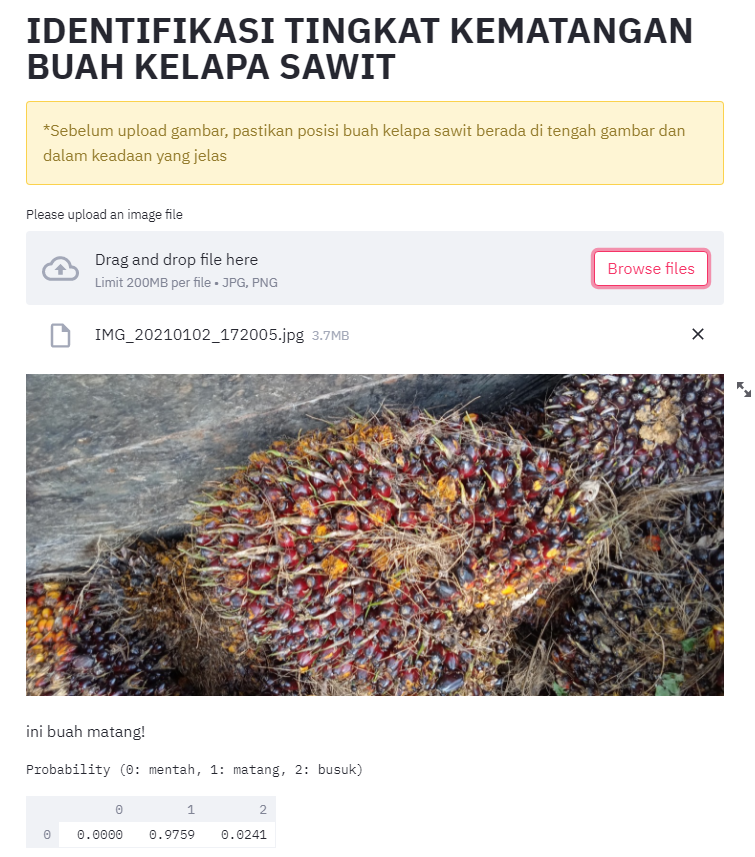 IDENTIFIKASI TINGKAT KEMATANGAN
BUAH KELAPA SAWIT
*Sebelum upload gambar, pastikan posisi buah kelapa sawit berada di tengah gambar dan
dalam keadaan yang jelas
Please upload an image file
Drag and drop file here
Limit 200MB per file • JPG, PNG
Browse files
IMG_20210102_172005.jpg 3.7MB
ini buah matang!
Probability (0: mentah, 1: matang, 2: busuk)
0 1 2
0 0.0000 0.9759 0.0241